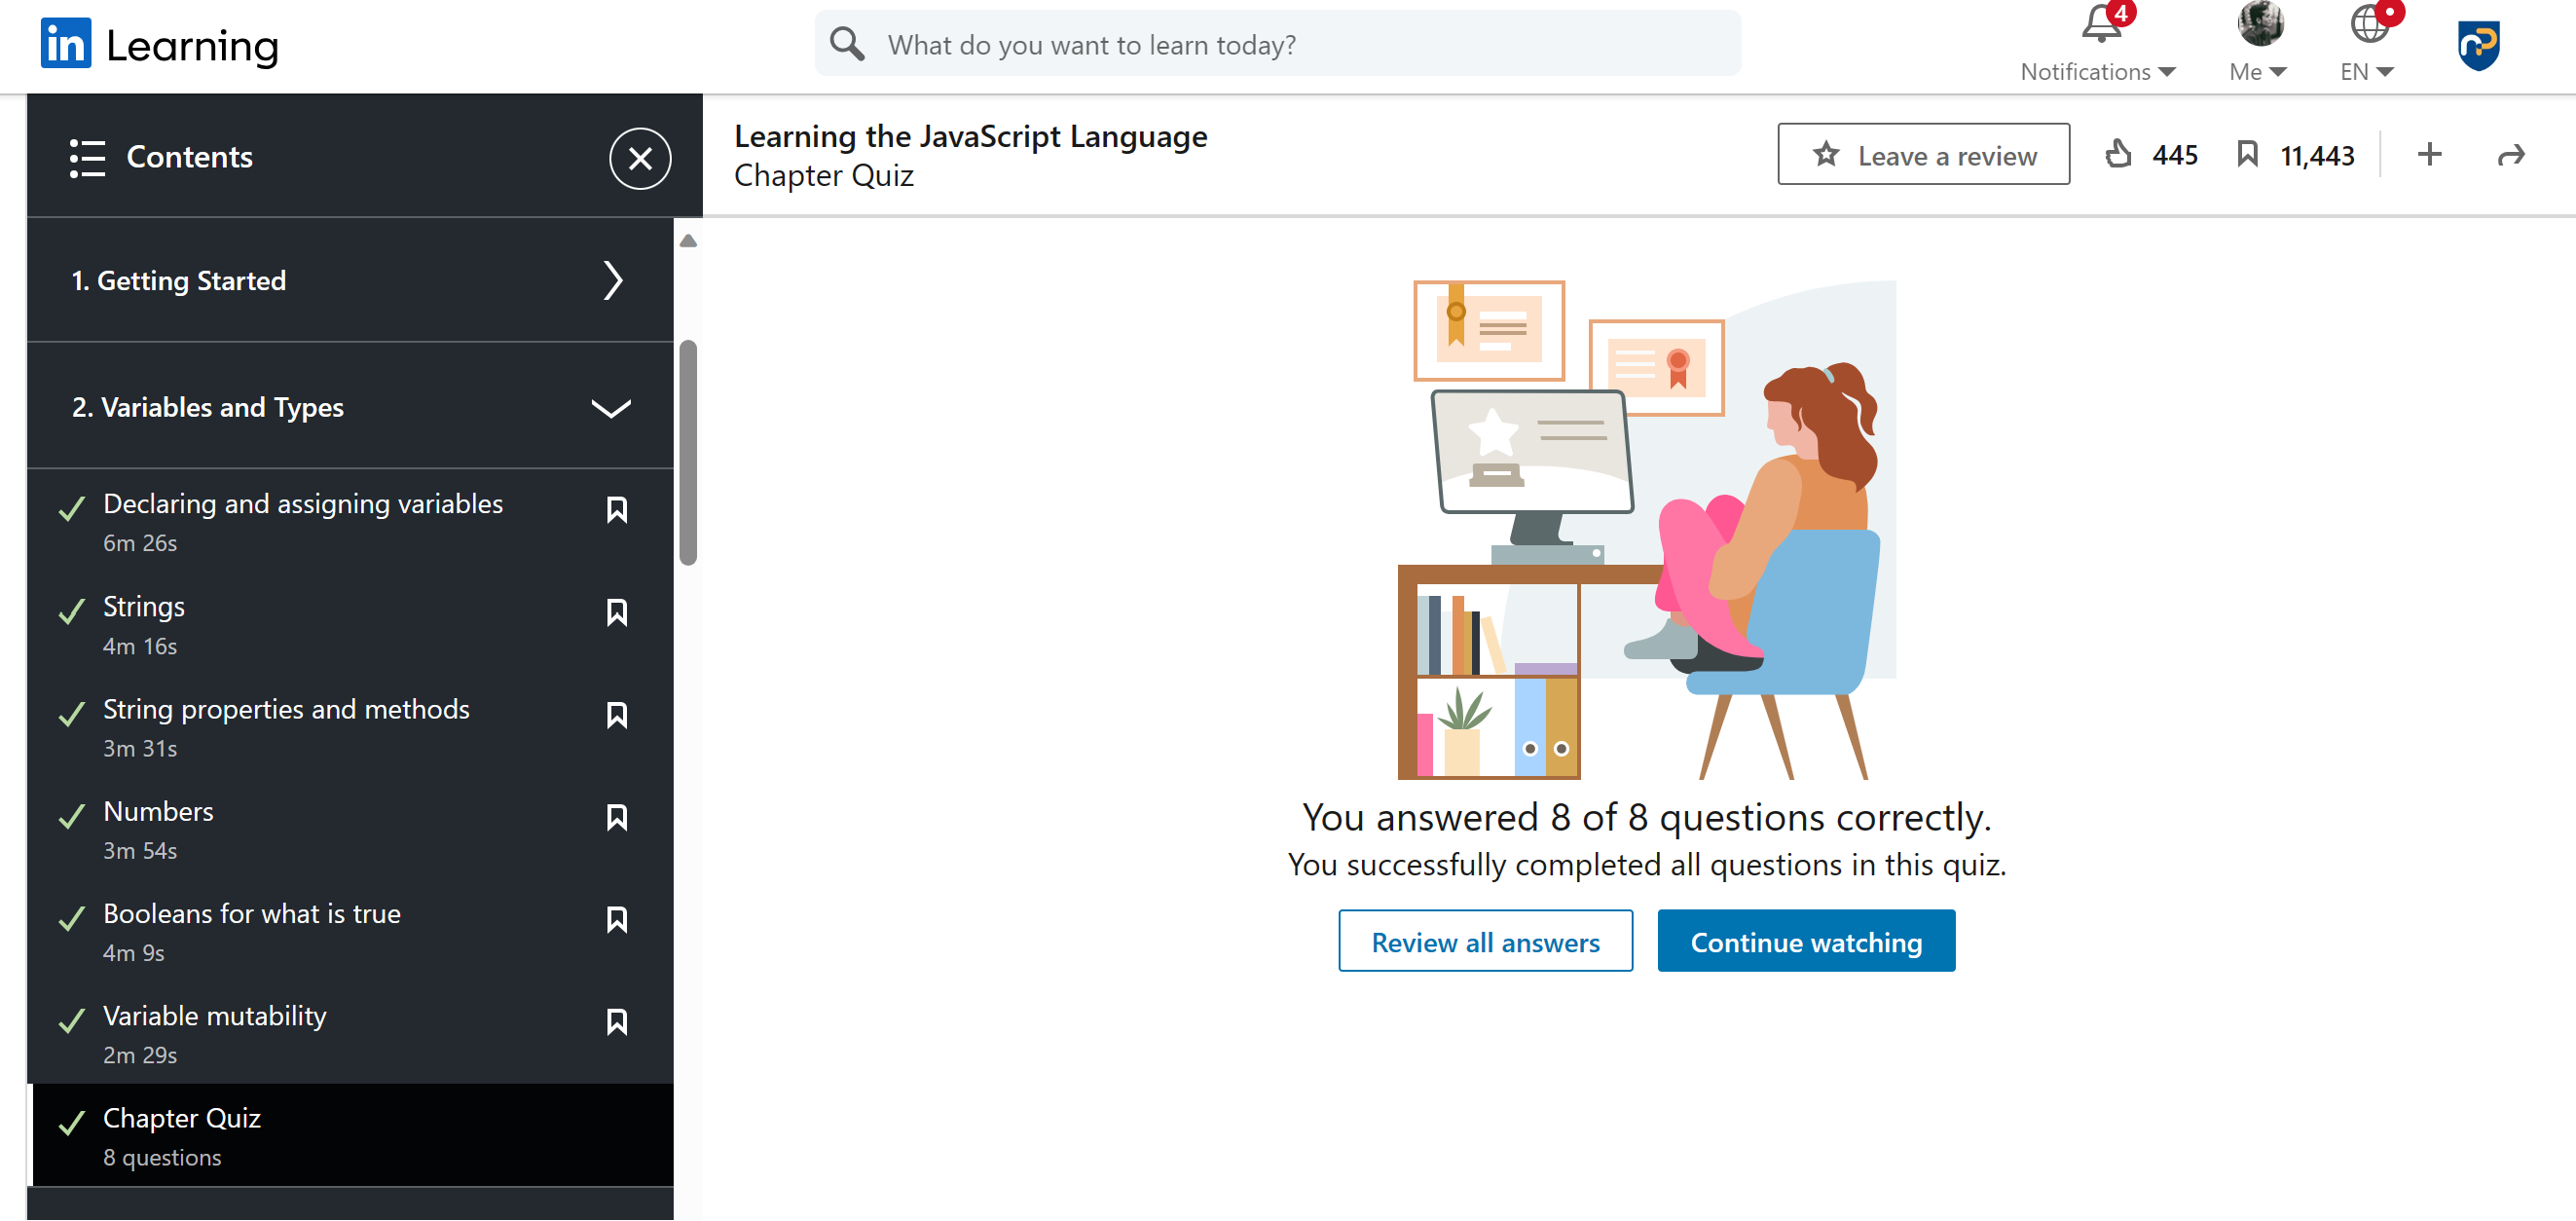 in Learning
What do you want to learn today?
4
Notifications
Me
EN
Contents
Learning the JavaScript Language
Chapter Quiz
Leave a review
445
11,443
1. Getting Started
2. Variables and Types
Declaring and assigning variables
6m 26s
Strings
4m 16s
String properties and methods
3m 31s
Numbers
3m 54s
Booleans for what is true
4m 9s
Variable mutability
2m 29s
Chapter Quiz
8 questions
You answered 8 of 8 questions correctly.
You successfully completed all questions in this quiz.
Review all answers
Continue watching